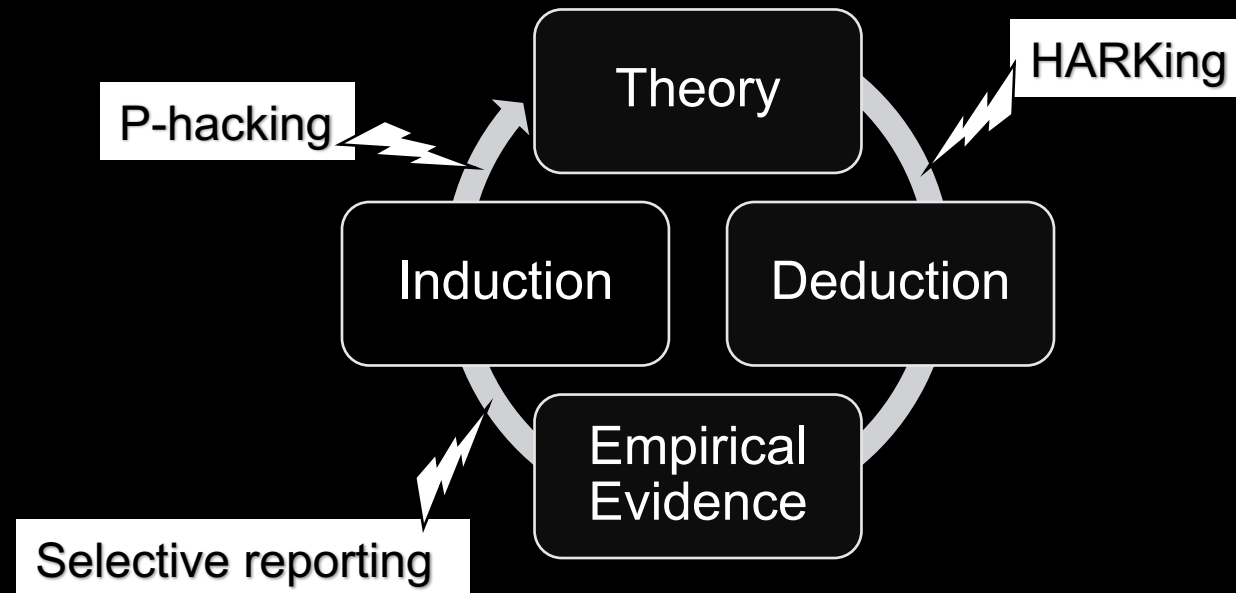 Theory
HARKing
P-hacking
Induction
Deduction
Empirical
Evidence
Selective reporting